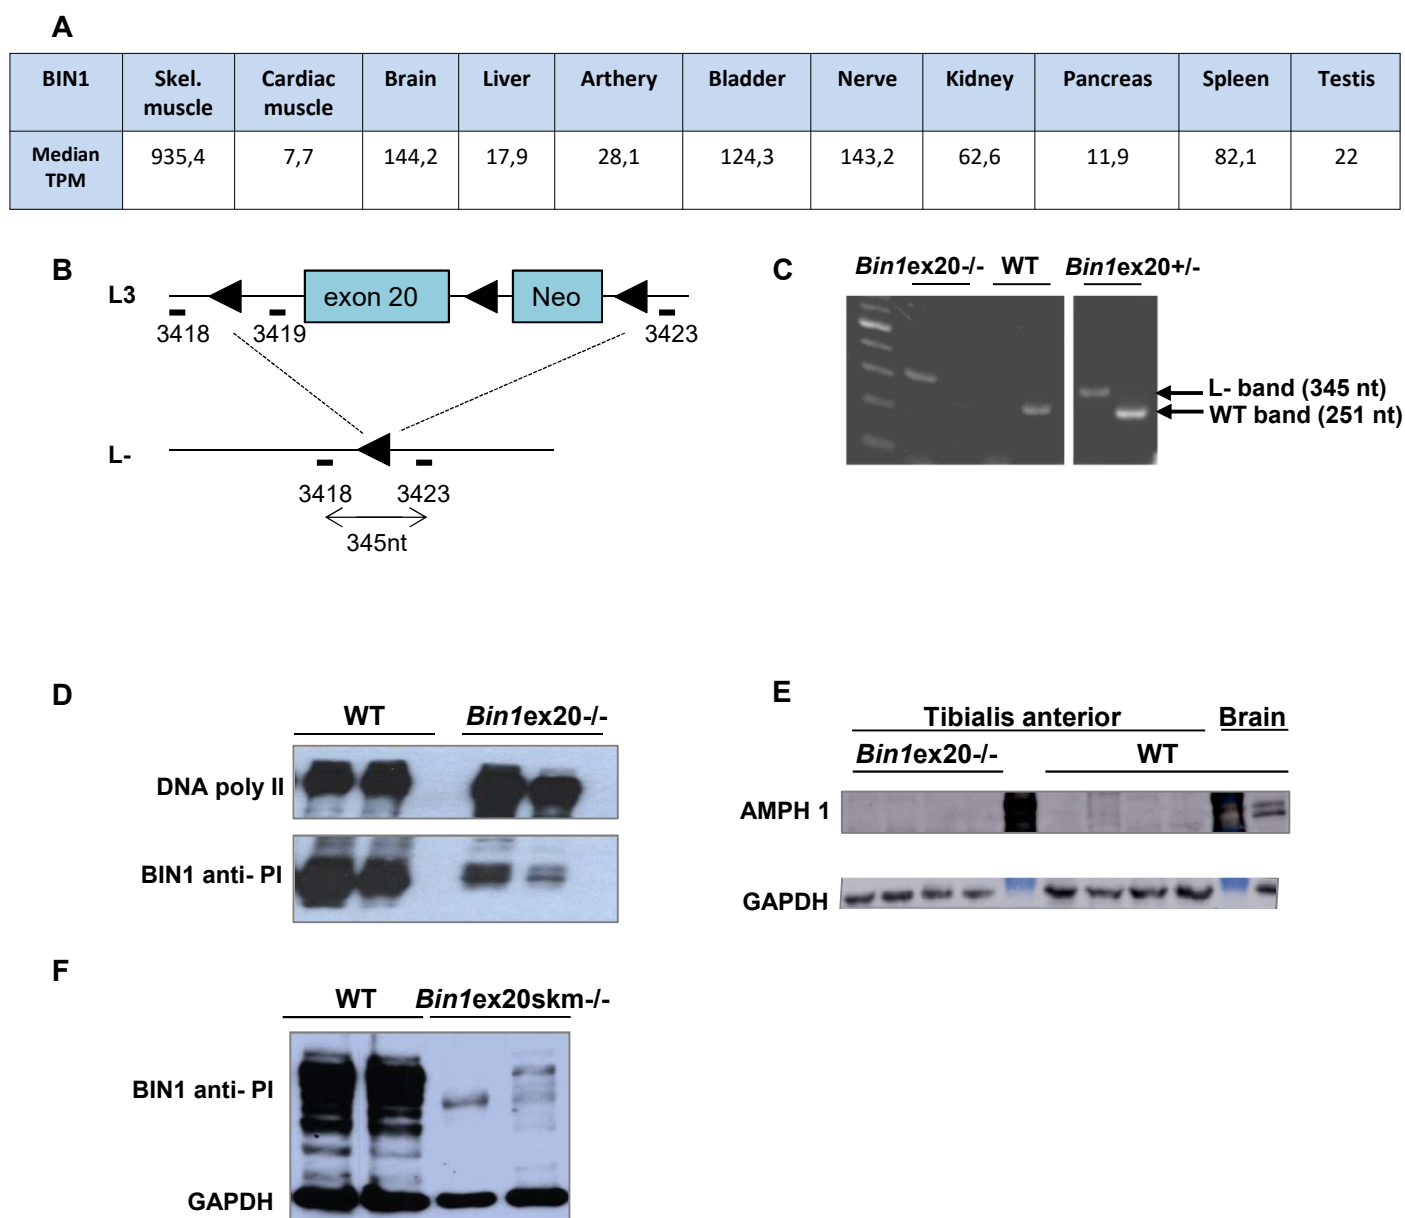 A
BIN1 Skel. muscle Cardiac muscle Brain Liver Arthery Bladder Nerve Kidney Pancreas Spleen Testis
Median TPM 935,4 7,7 144,2 17,9 28,1 124,3 143,2 62,6 11,9 82,1 22
B
L3
exon 20 Neo
3418 3419 3423
L-
3418 3423
345nt
C
Bin1ex20-/- WT Bin1ex20+/-
L- band (345 nt)
WT band (251 nt)
D
WT Bin1ex20-/-
DNA poly II
BIN1 anti- PI
E
Tibialis anterior Brain
Bin1ex20-/- WT
AMPH 1
GAPDH
F
WT Bin1ex20skm-/-
BIN1 anti- PI
GAPDH